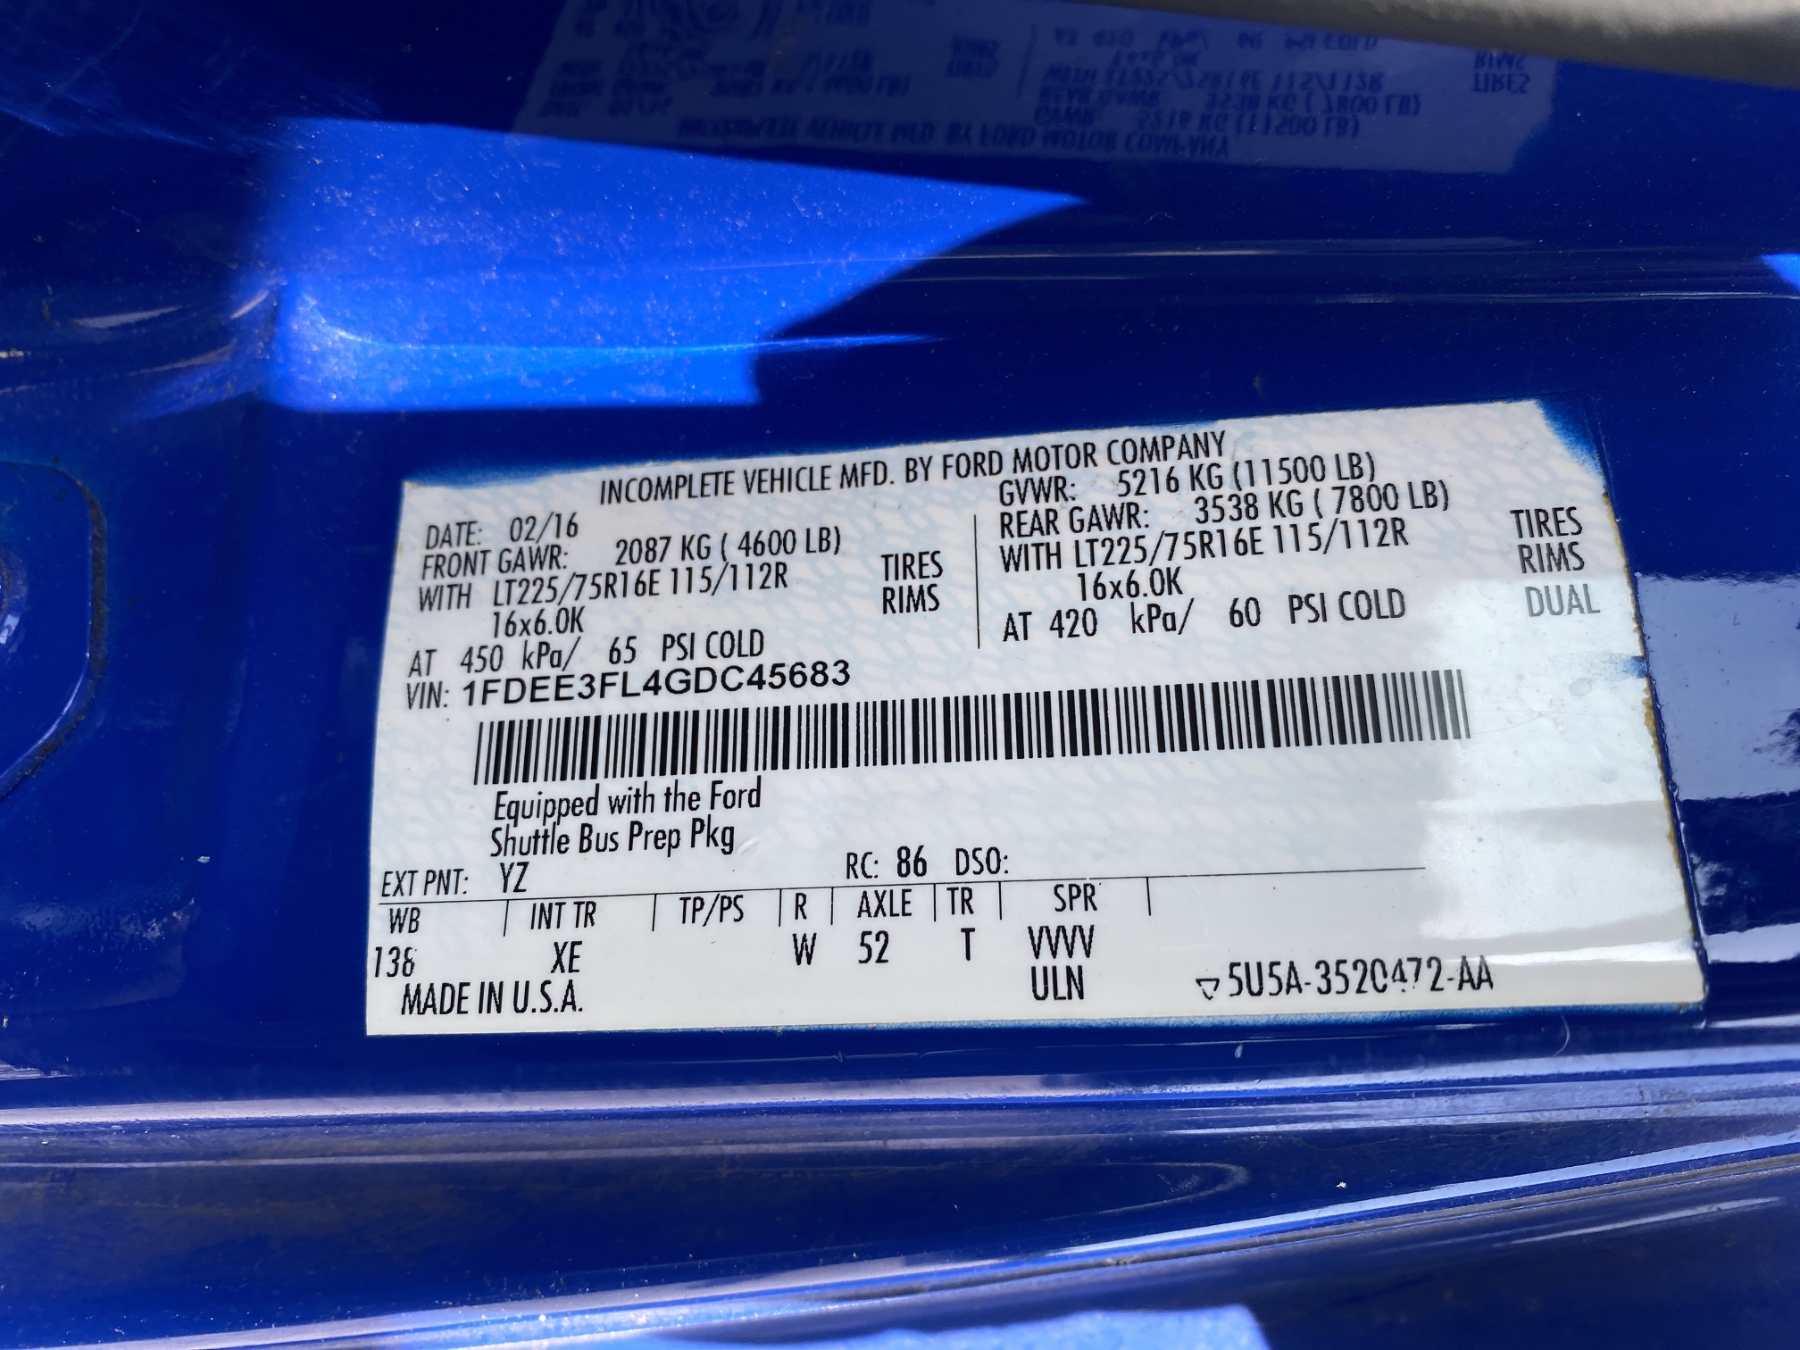 INCOMPLETE VEHICLE MFD. BY FORD MOTOR COMPANY
DATE: 02/16 GVWR: 5216 KG (11500 LB)
FRONT GAWR: 2087 KG ( 4600 LB) REAR GAWR: 3538 KG ( 7800 LB)
WITH LT225/75R16E 115/112R TIRES WITH LT225/75R16E 115/112R TIRES
16x6.0K RIMS 16x6.0K RIMS
AT 450 kPa/ 65 PSI COLD AT 420 kPa/ 60 PSI COLD DUAL
VIN: 1FDEE3FL4GDC45683
Equipped with the Ford
Shuttle Bus Prep Pkg
EXT PNT: YZ RC: 86 DSO:
WB INT TR TP/PS R AXLE TR SPR
138 XE W 52 T VVVV
MADE IN U.S.A. ULN 5U5A-3520472-AA